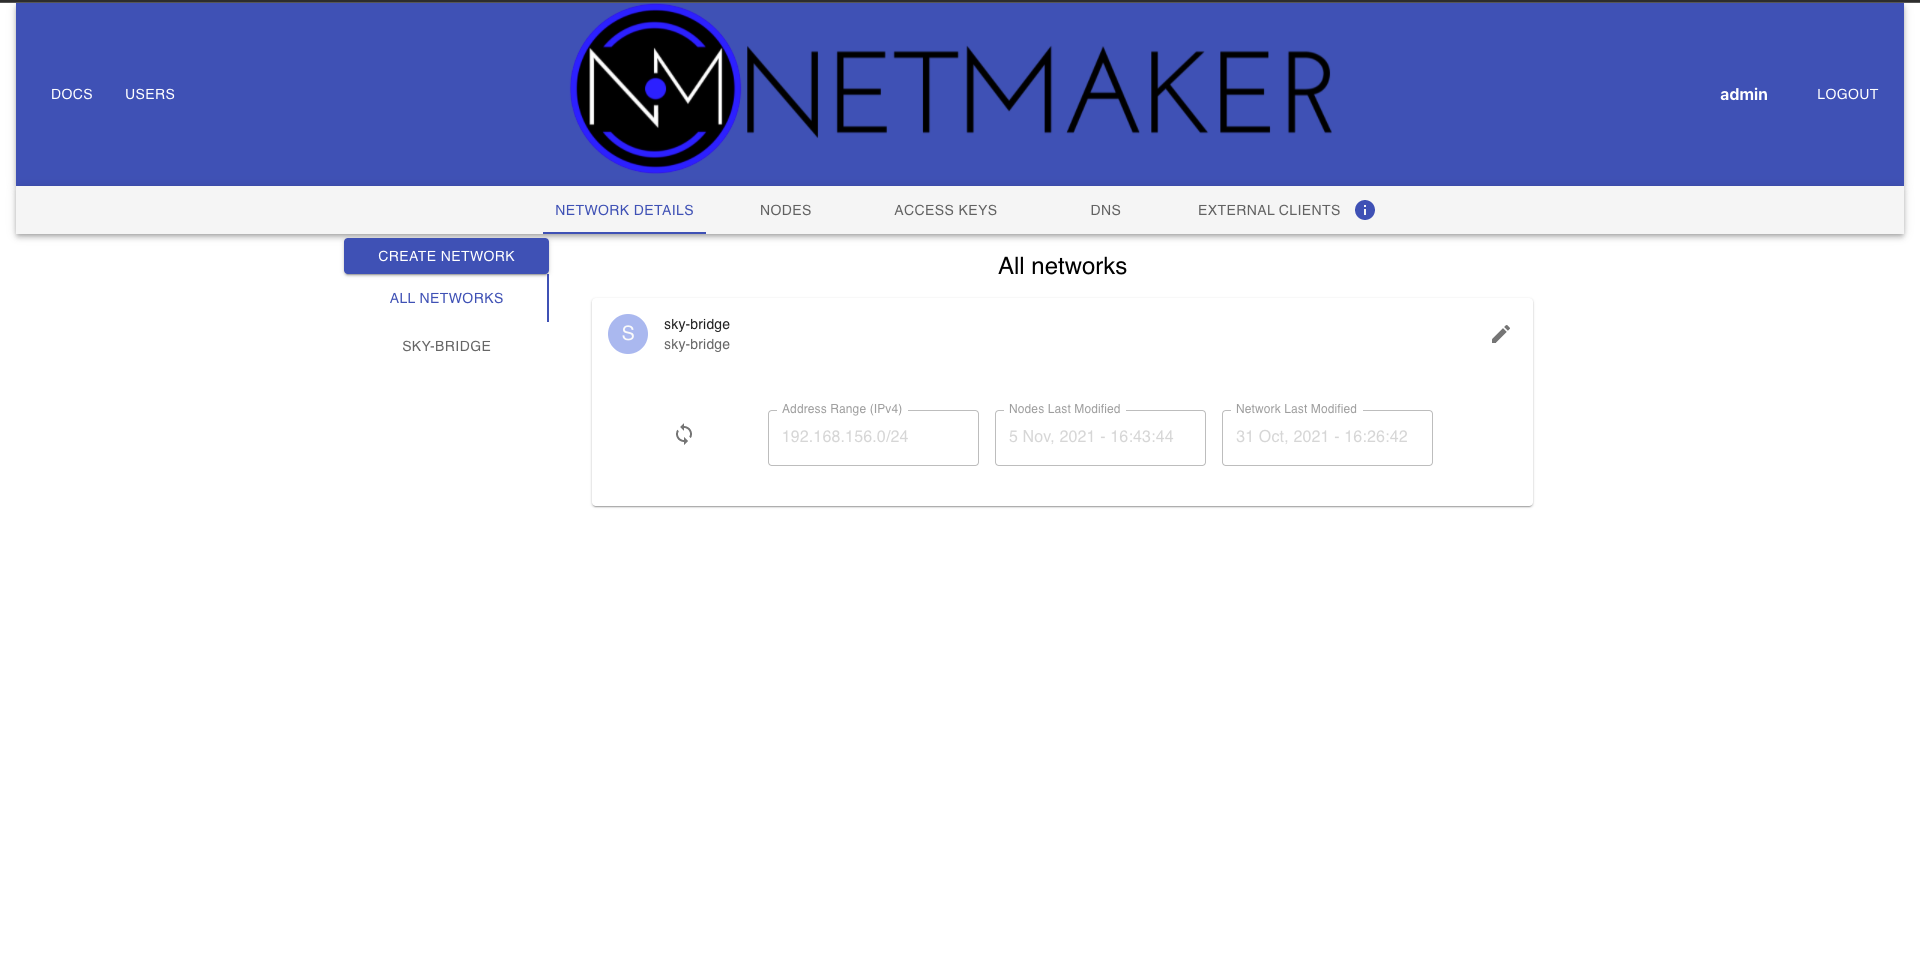 NM NETMAKER
DOCS USERS
admin LOGOUT
NETWORK DETAILS NODES ACCESS KEYS DNS EXTERNAL CLIENTS i
CREATE NETWORK
ALL NETWORKS
SKY-BRIDGE
All networks
S
sky-bridge
sky-bridge
Address Range (IPv4)
192.168.156.0/24
Nodes Last Modified
5 Nov, 2021 - 16:43:44
Network Last Modified
31 Oct, 2021 - 16:26:42